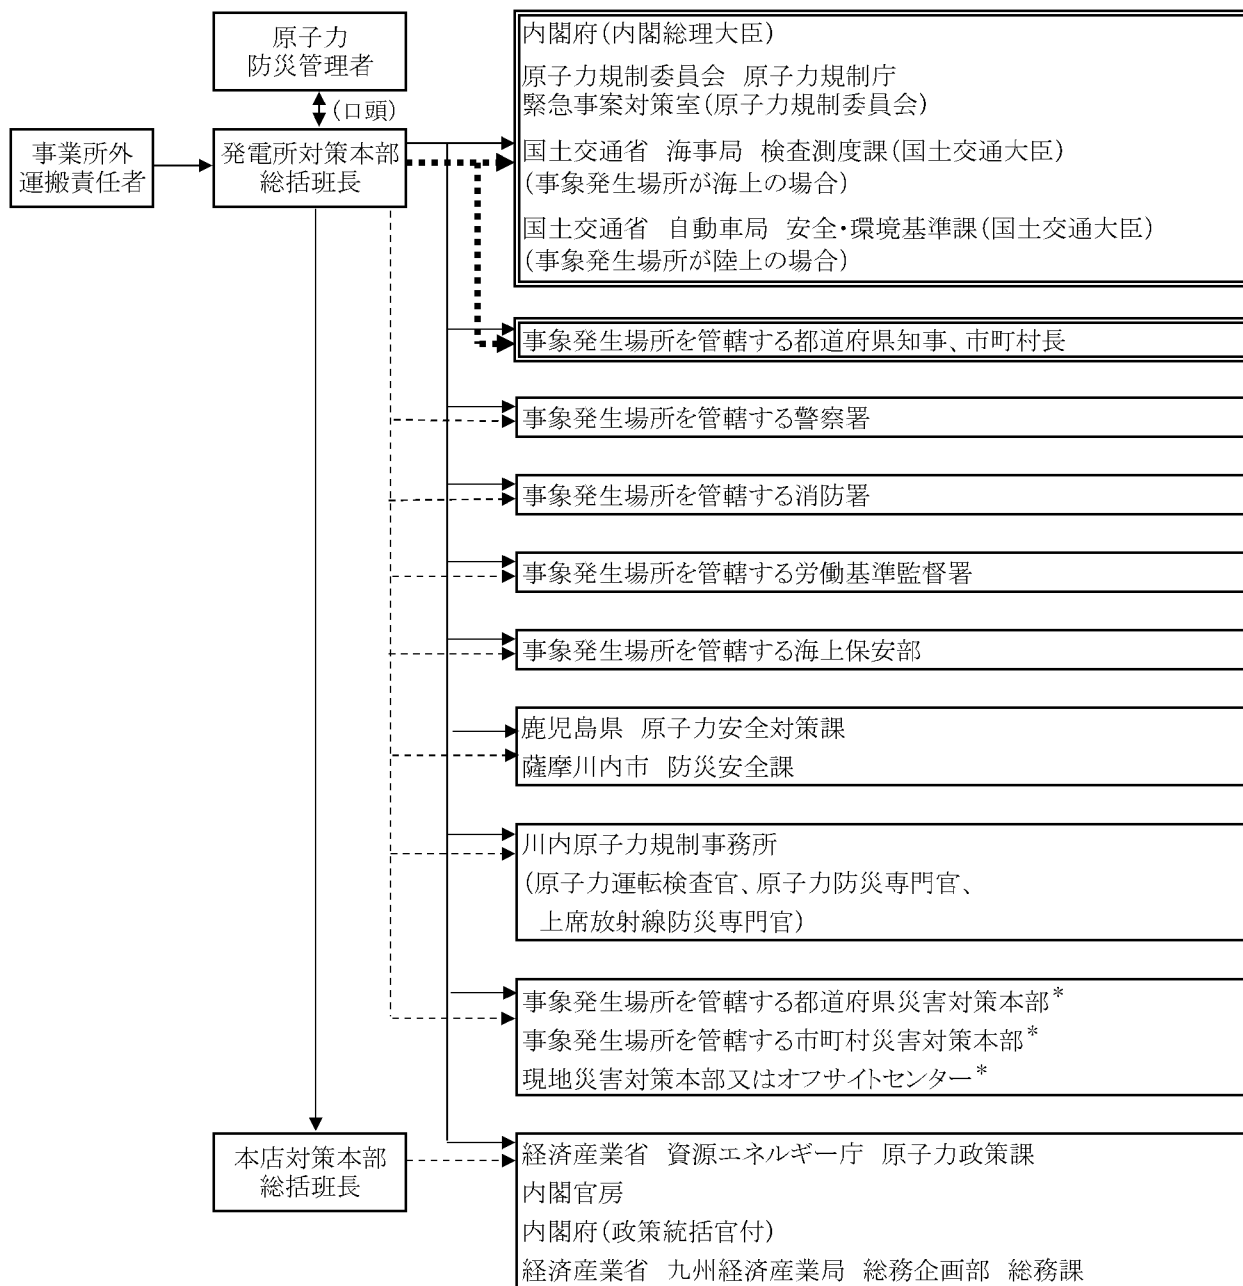 原子力
防災管理者
(口頭)
事業所外
運搬責任者
発電所対策本部
総括班長
内閣府(内閣総理大臣)
原子力規制委員会 原子力規制庁
緊急事案対策室(原子力規制委員会)
国土交通省 海事局 検査測度課(国土交通大臣)
(事象発生場所が海上の場合)
国土交通省 自動車局 安全・環境基準課(国土交通大臣)
(事象発生場所が陸上の場合)
事象発生場所を管轄する都道府県知事、市町村長
事象発生場所を管轄する警察署
事象発生場所を管轄する消防署
事象発生場所を管轄する労働基準監督署
事象発生場所を管轄する海上保安部
鹿児島県 原子力安全対策課
薩摩川内市 防災安全課
川内原子力規制事務所
(原子力運転検査官、原子力防災専門官、
上席放射線防災専門官)
事象発生場所を管轄する都道府県災害対策本部*
事象発生場所を管轄する市町村災害対策本部*
現地災害対策本部又はオフサイトセンター*
本店対策本部
総括班長
経済産業省 資源エネルギー庁 原子力政策課
内閣官房
内閣府(政策統括官付)
経済産業省 九州経済産業局 総務企画部 総務課